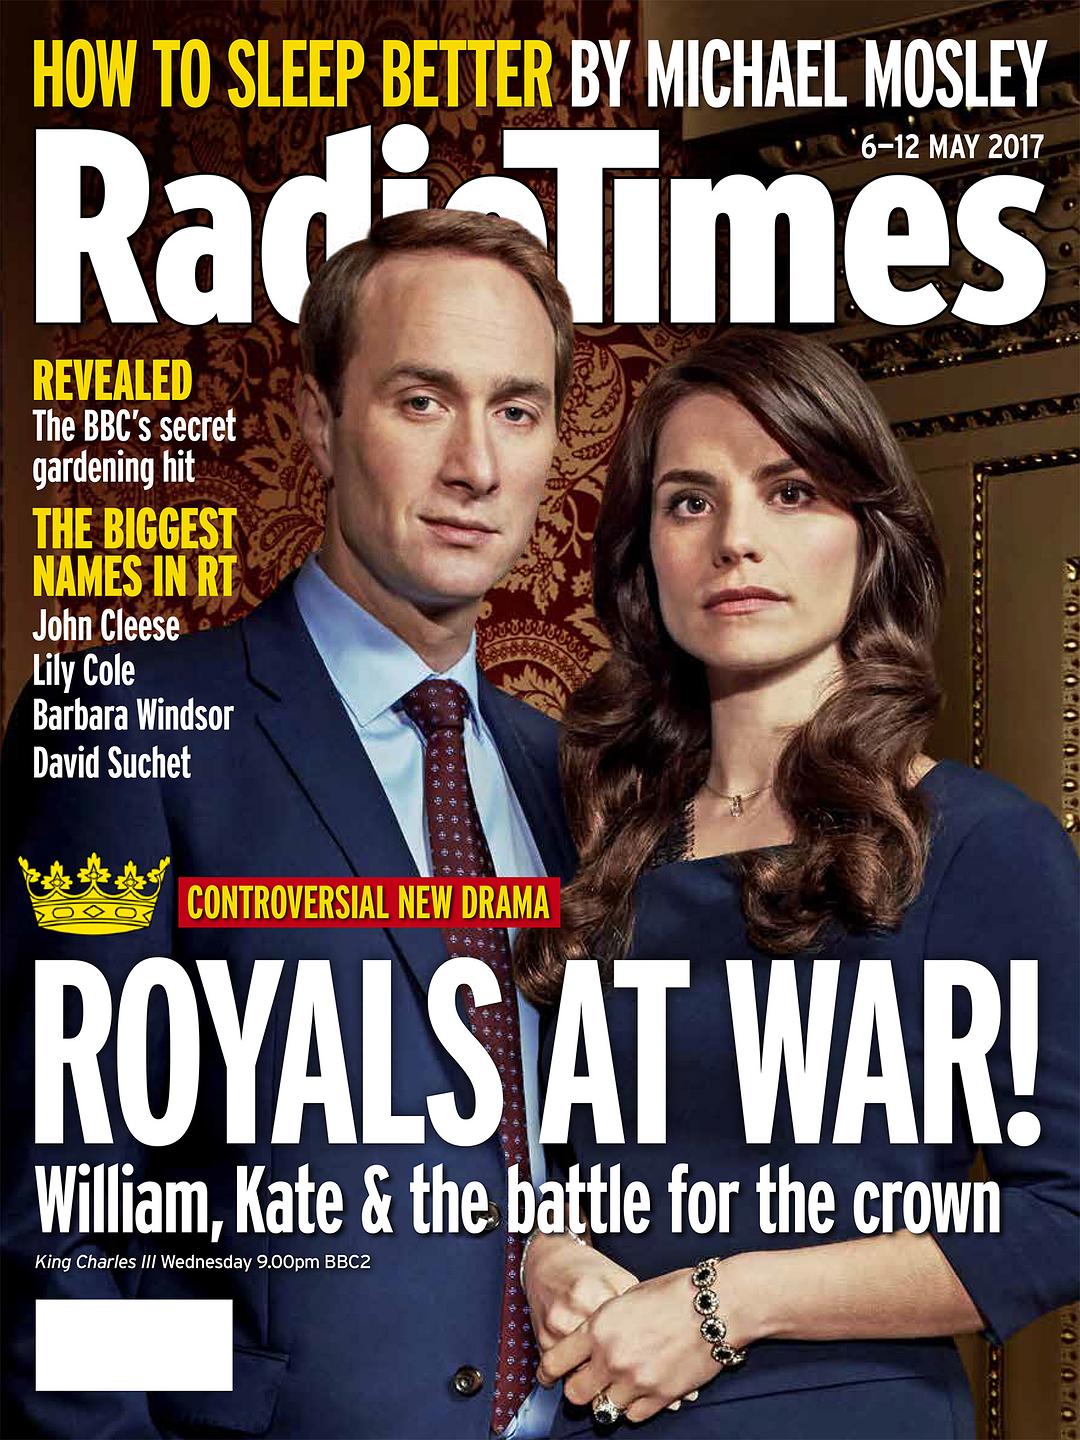 HOW TO SLEEP BETTER BY MICHAEL MOSLEY
6–12 MAY 2017
RadioTimes
REVEALED
The BBC's secret
gardening hit
THE BIGGEST
NAMES IN RT
John Cleese
Lily Cole
Barbara Windsor
David Suchet
CONTROVERSIAL NEW DRAMA
ROYALS AT WAR!
William, Kate & the battle for the crown
King Charles III Wednesday 9.00pm BBC2